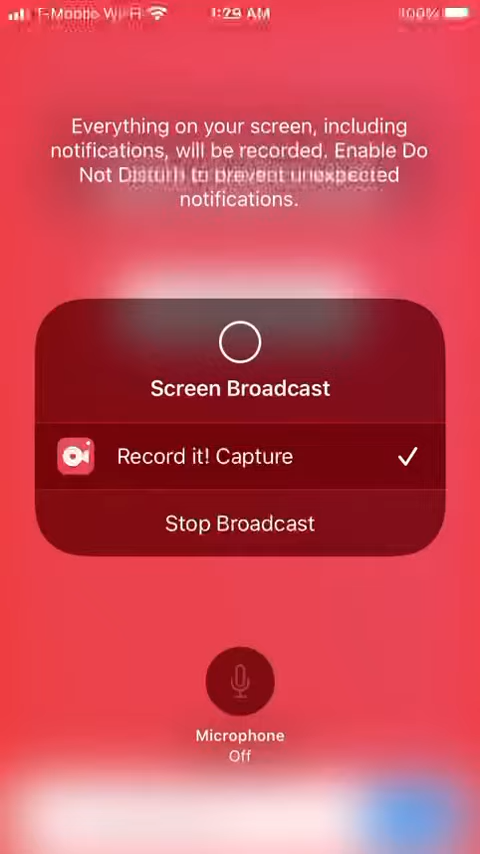 Wi-Fi 1:29 AM 100%
Everything on your screen, including
notifications, will be recorded. Enable Do
Not Disturb to prevent unexpected
notifications.
Screen Broadcast
Record it! Capture
Stop Broadcast
Microphone
Off